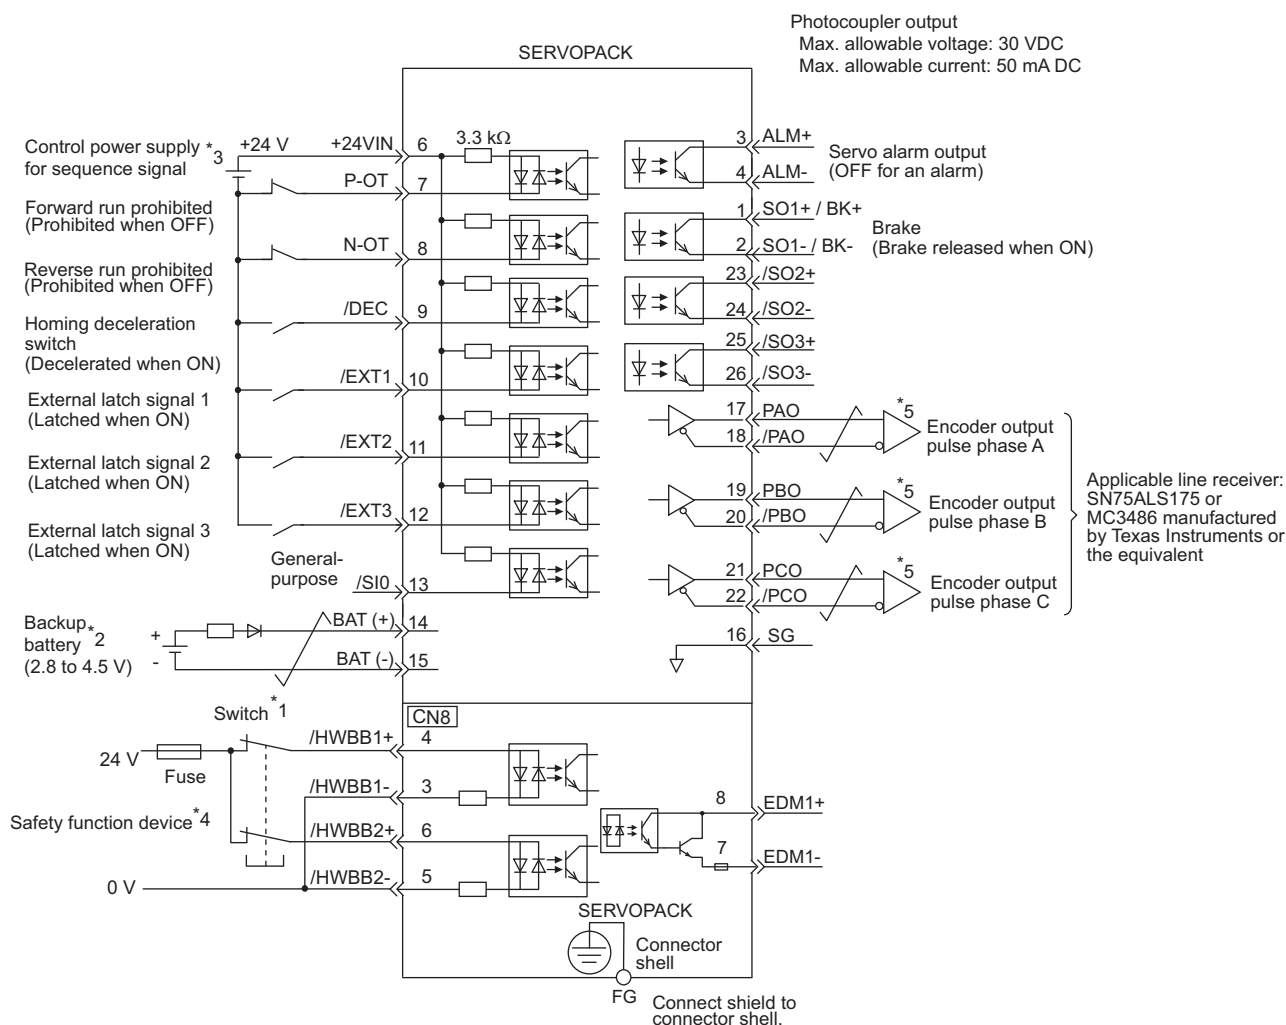 Photocoupler output
Max. allowable voltage: 30 VDC
Max. allowable current: 50 mA DC
SERVOPACK
Control power supply *3
for sequence signal
+24 V
+24VIN
6
3.3 kΩ
P-OT
7
Forward run prohibited
(Prohibited when OFF)
N-OT
8
Reverse run prohibited
(Prohibited when OFF)
/DEC
9
Homing deceleration
switch
(Decelerated when ON)
/EXT1
10
External latch signal 1
(Latched when ON)
/EXT2
11
External latch signal 2
(Latched when ON)
/EXT3
12
External latch signal 3
(Latched when ON)
General-
purpose
/SI0
13
Backup
battery *2
(2.8 to 4.5 V)
+
-
BAT (+)
14
BAT (-)
15
3
ALM+
4
ALM-
Servo alarm output
(OFF for an alarm)
1
SO1+ / BK+
2
SO1- / BK-
Brake
(Brake released when ON)
23
/SO2+
24
/SO2-
25
/SO3+
26
/SO3-
17
PAO
18
/PAO
*5
Encoder output
pulse phase A
19
PBO
20
/PBO
*5
Encoder output
pulse phase B
21
PCO
22
/PCO
*5
Encoder output
pulse phase C
Applicable line receiver:
SN75ALS175 or
MC3486 manufactured
by Texas Instruments or
the equivalent
16
SG
CN8
Switch *1
24 V
Fuse
/HWBB1+
4
/HWBB1-
3
Safety function device *4
/HWBB2+
6
/HWBB2-
5
0 V
8
EDM1+
7
EDM1-
SERVOPACK
Connector
shell
FG
Connect shield to
connector shell.